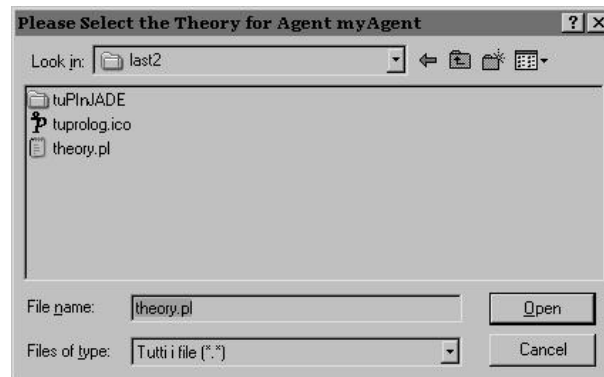 Please Select the Theory for Agent myAgent
Look in: last2
tuPInJADE
tuprolog.ico
theory.pl
File name: theory.pl Open
Files of type: Tutti i file (*.*) Cancel